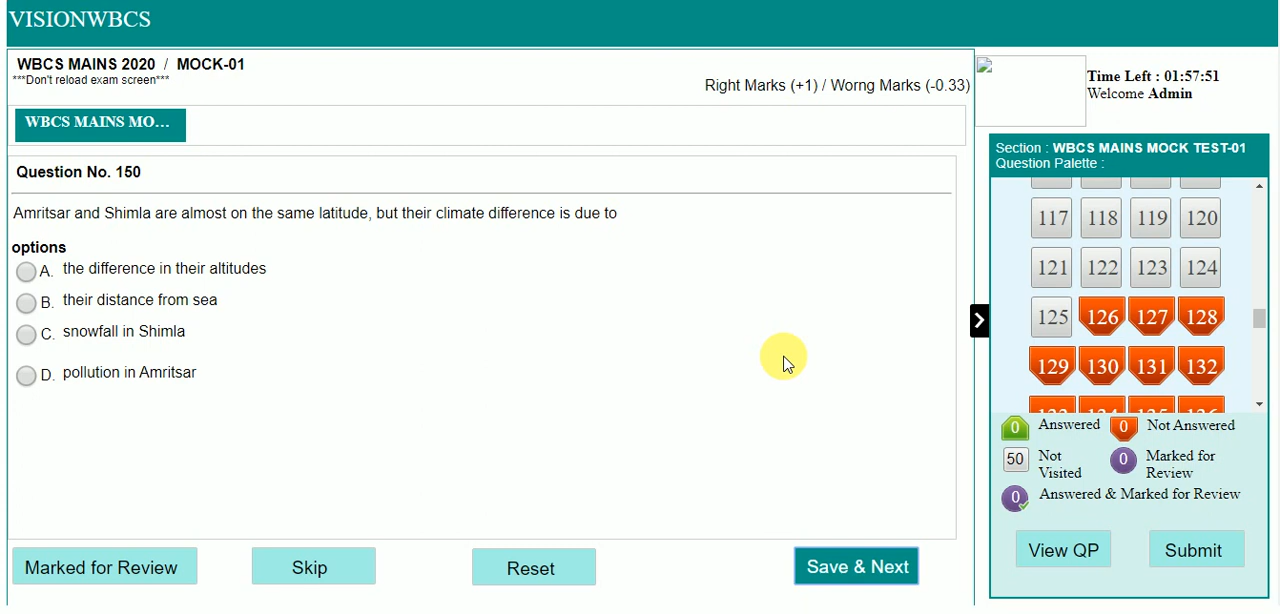 VISIONWBCS
WBCS MAINS 2020 / MOCK-01
***Don't reload exam screen***
Right Marks (+1) / Worng Marks (-0.33)
WBCS MAINS MO...
Question No. 150
Amritsar and Shimla are almost on the same latitude, but their climate difference is due to
options
A. the difference in their altitudes
B. their distance from sea
C. snowfall in Shimla
D. pollution in Amritsar
Marked for Review
Skip
Reset
Save & Next
Time Left : 01:57:51
Welcome Admin
Section : WBCS MAINS MOCK TEST-01
Question Palette :
117 118 119 120
121 122 123 124
125 126 127 128
129 130 131 132
133 134 135 136
0 Answered 0 Not Answered
50 Not Visited 0 Marked for Review
0 Answered & Marked for Review
View QP Submit